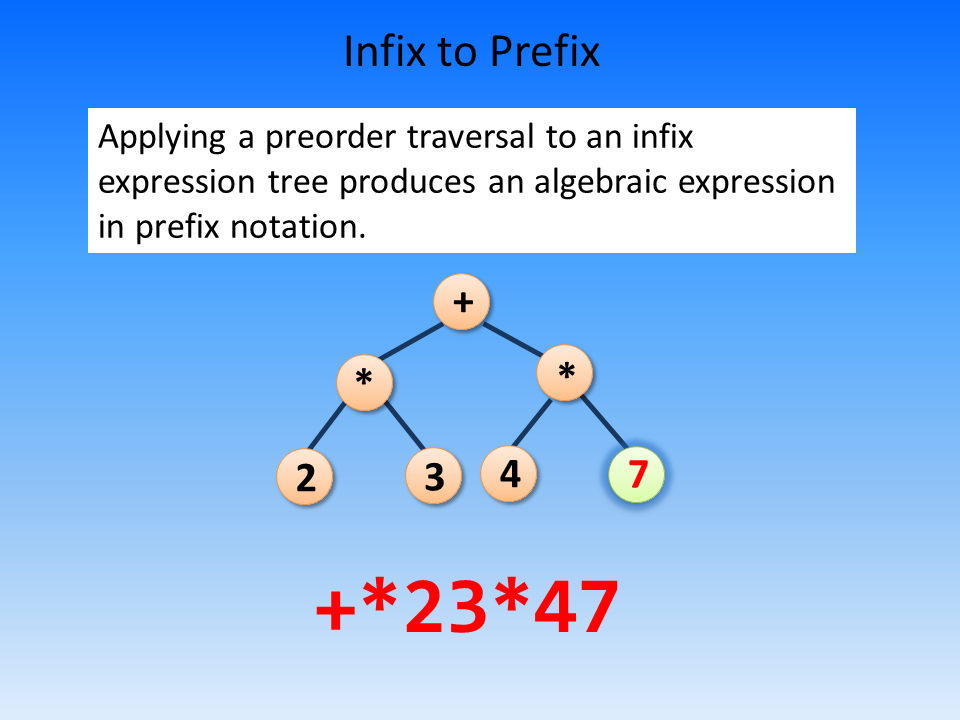 Infix to Prefix
Applying a preorder traversal to an infix
expression tree produces an algebraic expression
in prefix notation.
+
* *
2 3 4 7
+*23*47